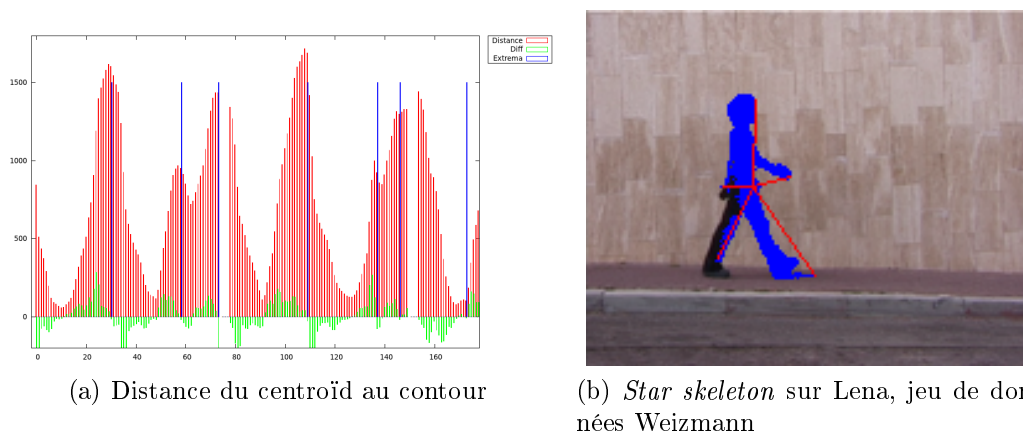 Distance
Diff
Extrema
1500
1000
500
0
0
20
40
60
80
100
120
140
160
(a) Distance du centroïd au contour
(b) Star skeleton sur Lena, jeu de don
nées Weizmann